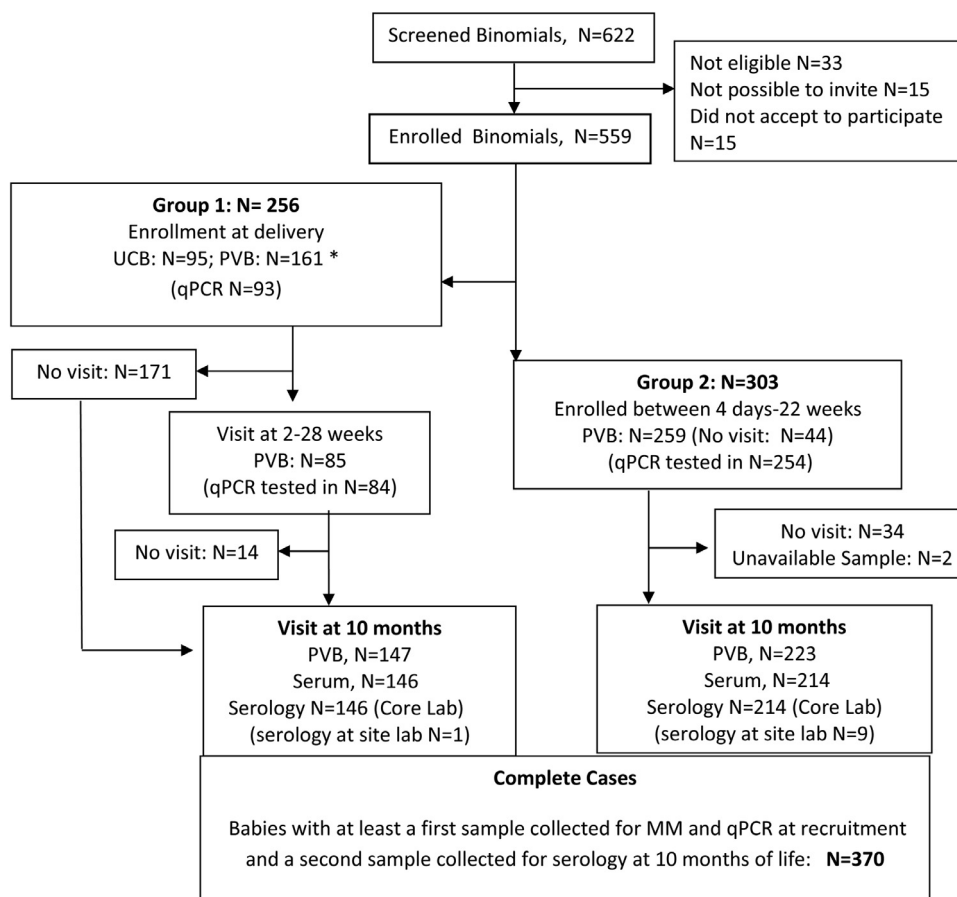 Screened Binomials, N=622
Not eligible N=33
Not possible to invite N=15
Did not accept to participate
N=15
Enrolled Binomials, N=559
Group 1: N= 256
Enrollment at delivery
UCB: N=95; PVB: N=161 *
(qPCR N=93)
No visit: N=171
Visit at 2-28 weeks
PVB: N=85
(qPCR tested in N=84)
No visit: N=14
Group 2: N=303
Enrolled between 4 days-22 weeks
PVB: N=259 (No visit: N=44)
(qPCR tested in N=254)
No visit: N=34
Unavailable Sample: N=2
Visit at 10 months
PVB, N=147
Serum, N=146
Serology N=146 (Core Lab)
(serology at site lab N=1)
Visit at 10 months
PVB, N=223
Serum, N=214
Serology N=214 (Core Lab)
(serology at site lab N=9)
Complete Cases
Babies with at least a first sample collected for MM and qPCR at recruitment
and a second sample collected for serology at 10 months of life: N=370